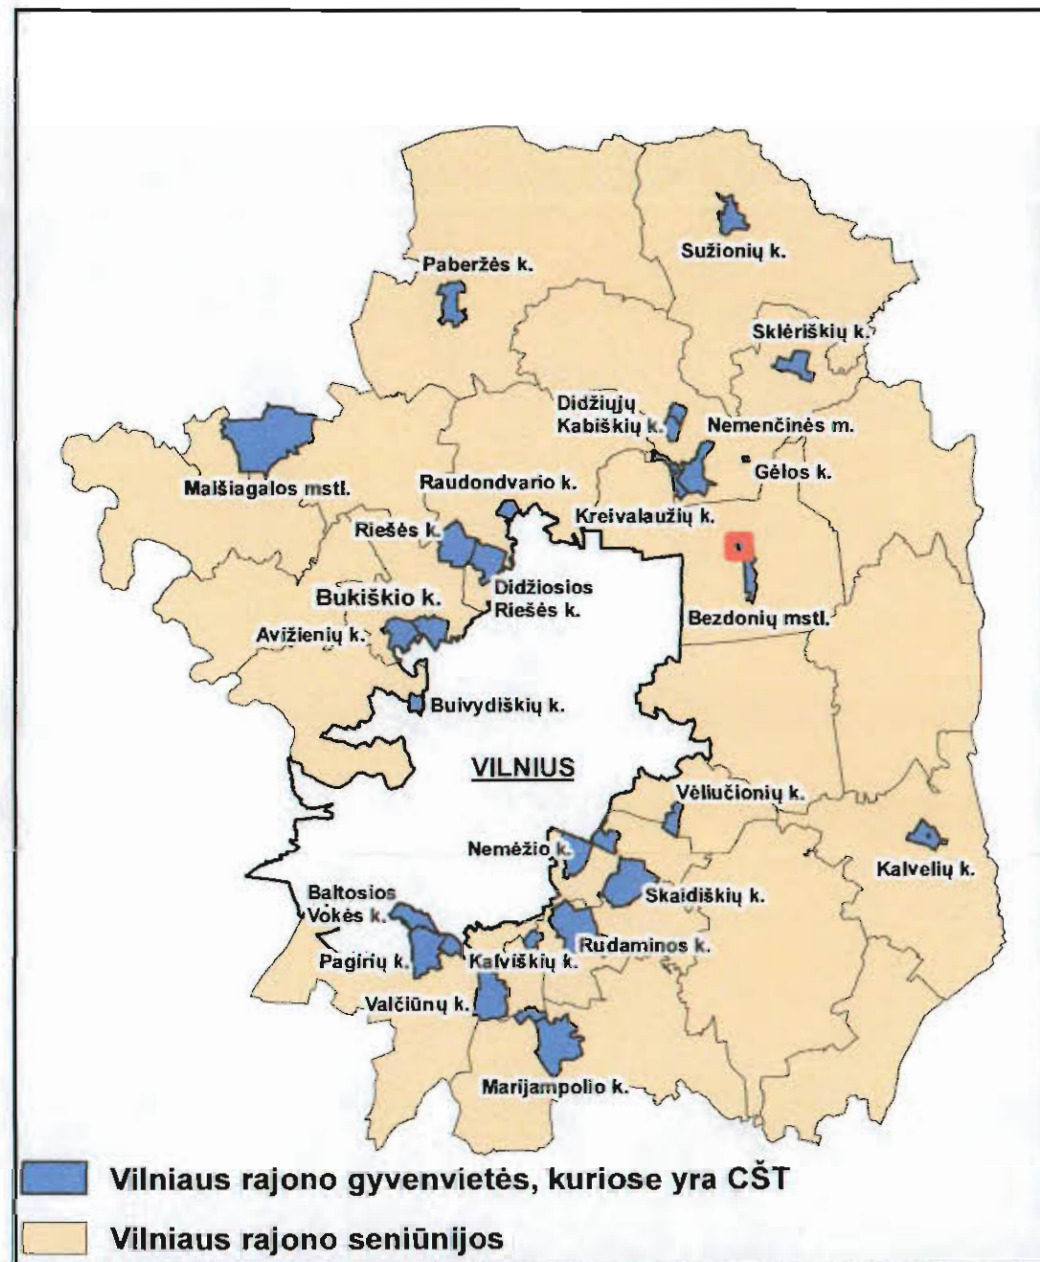 Sužionių k.
Paberžės k.
Sklėriškių k.
Didžiųjų
Kabiškių k.
Nemenčinės m.
Gėlos k.
Maišiagalos mstl.
Raudondvario k.
Kreivalaužių k.
Riešės k.
Didžiosios
Riešės k.
Bukiškio k.
Avižienių k.
Bezdonių mstl.
Buivydiškių k.
VILNIUS
Vėliučionių k.
Nemėžio k.
Kalvelių k.
Skaidiškių k.
Baltosios
Vokės k.
Rudaminos k.
Pagirių k.
Kalviškių k.
Valčiūnų k.
Marijampolio k.
Vilniaus rajono gyvenvietės, kuriose yra CŠT
Vilniaus rajono seniūnijos